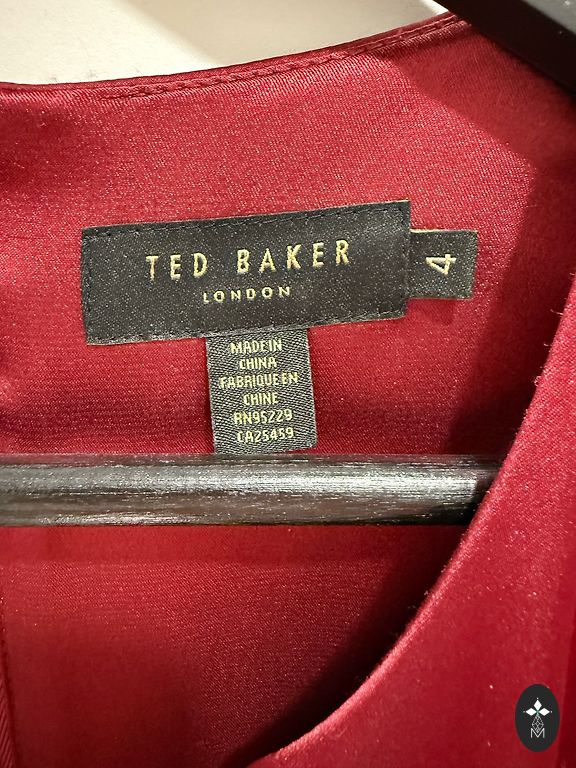 TED BAKER
LONDON
4
MADE IN
CHINA
FABRIQUE EN
CHINE
RN95229
CA25459
M